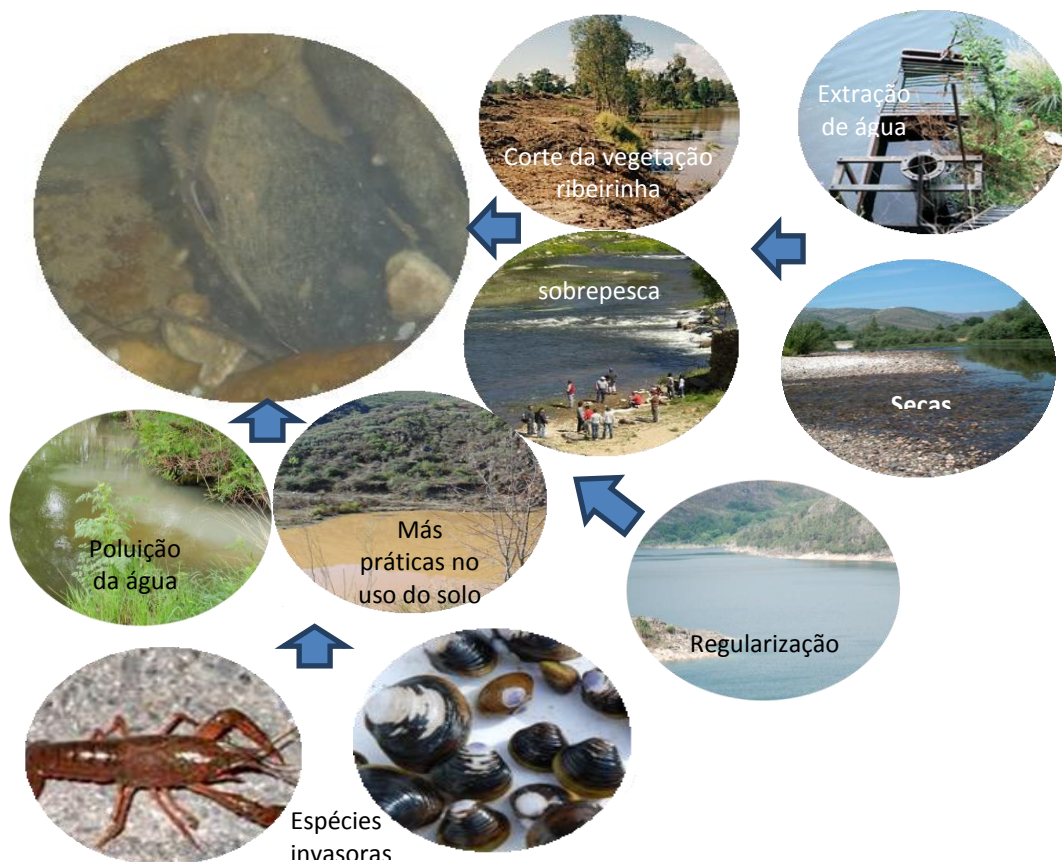 Extração
de água
Corte da vegetação
ribeirinha
sobrepesca
Secas
Más
práticas no
uso do solo
Poluição
da água
Regularização
Espécies
invasoras